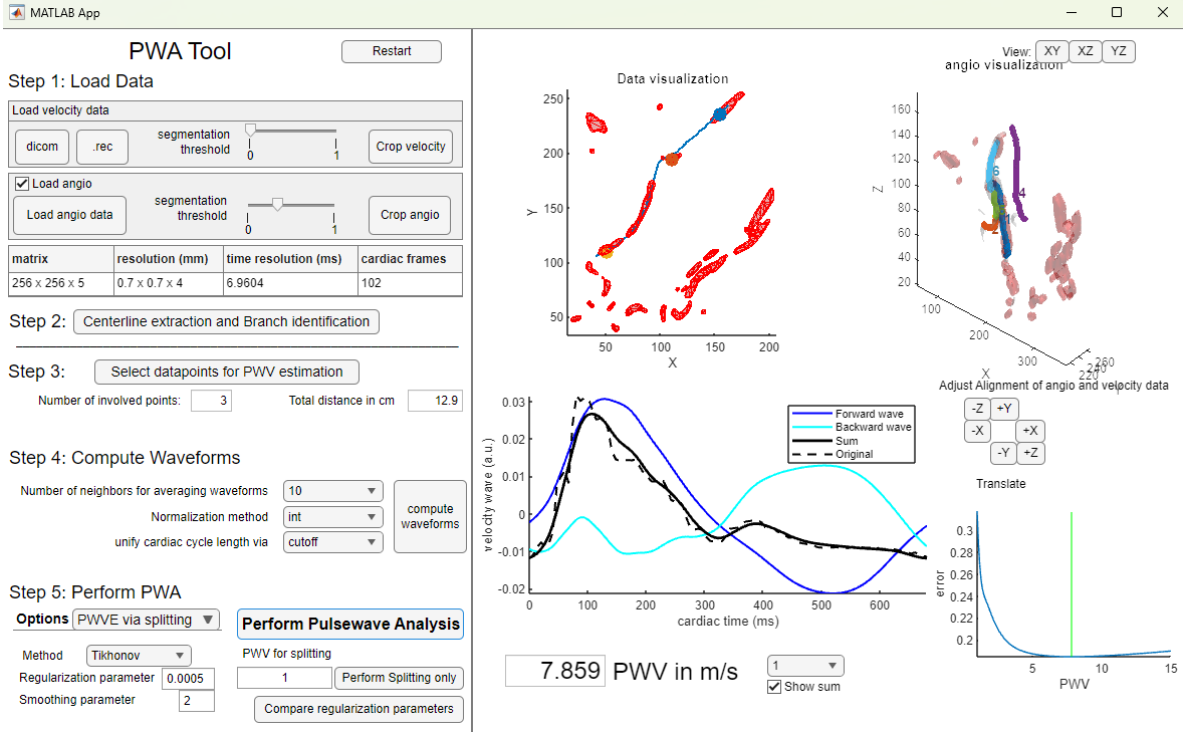 MATLAB App
PWA Tool
Restart
Step 1: Load Data
Load velocity data
dicom
.rec
segmentation
threshold
0
1
Crop velocity
Load angio
Load angio data
segmentation
threshold
0
1
Crop angio
matrix resolution (mm) time resolution (ms) cardiac frames
256 x 256 x 5 0.7 x 0.7 x 4 6.9604 102
Step 2: Centerline extraction and Branch identification
Step 3: Select datapoints for PWV estimation
Number of involved points: 3 Total distance in cm 12.9
Step 4: Compute Waveforms
Number of neighbors for averaging waveforms 10
Normalization method int
unify cardiac cycle length via cutoff
compute
waveforms
Step 5: Perform PWA
Options PWVE via splitting
Perform Pulsewave Analysis
Method Tikhonov
Regularization parameter 0.0005
Smoothing parameter 2
PWV for splitting
1
Perform Splitting only
Compare regularization parameters
Data visualization
250
200
150
100
50
Y
50 100 150 200
X
View: XY XZ YZ
angio visualization
160
140
120
100
80
60
40
20
Z
6
4
1
2
100
200
300
X
220
240
260
Y
Adjust Alignment of angio and velocity data
-Z +Y
-X +X
-Y +Z
Translate
0.03
0.02
0.01
0
-0.01
-0.02
velocity wave (a.u.)
0 100 200 300 400 500 600
cardiac time (ms)
Forward wave
Backward wave
Sum
Original
7.859 PWV in m/s
1
Show sum
0.3
0.28
0.26
0.24
0.22
0.2
error
5 10 15
PWV